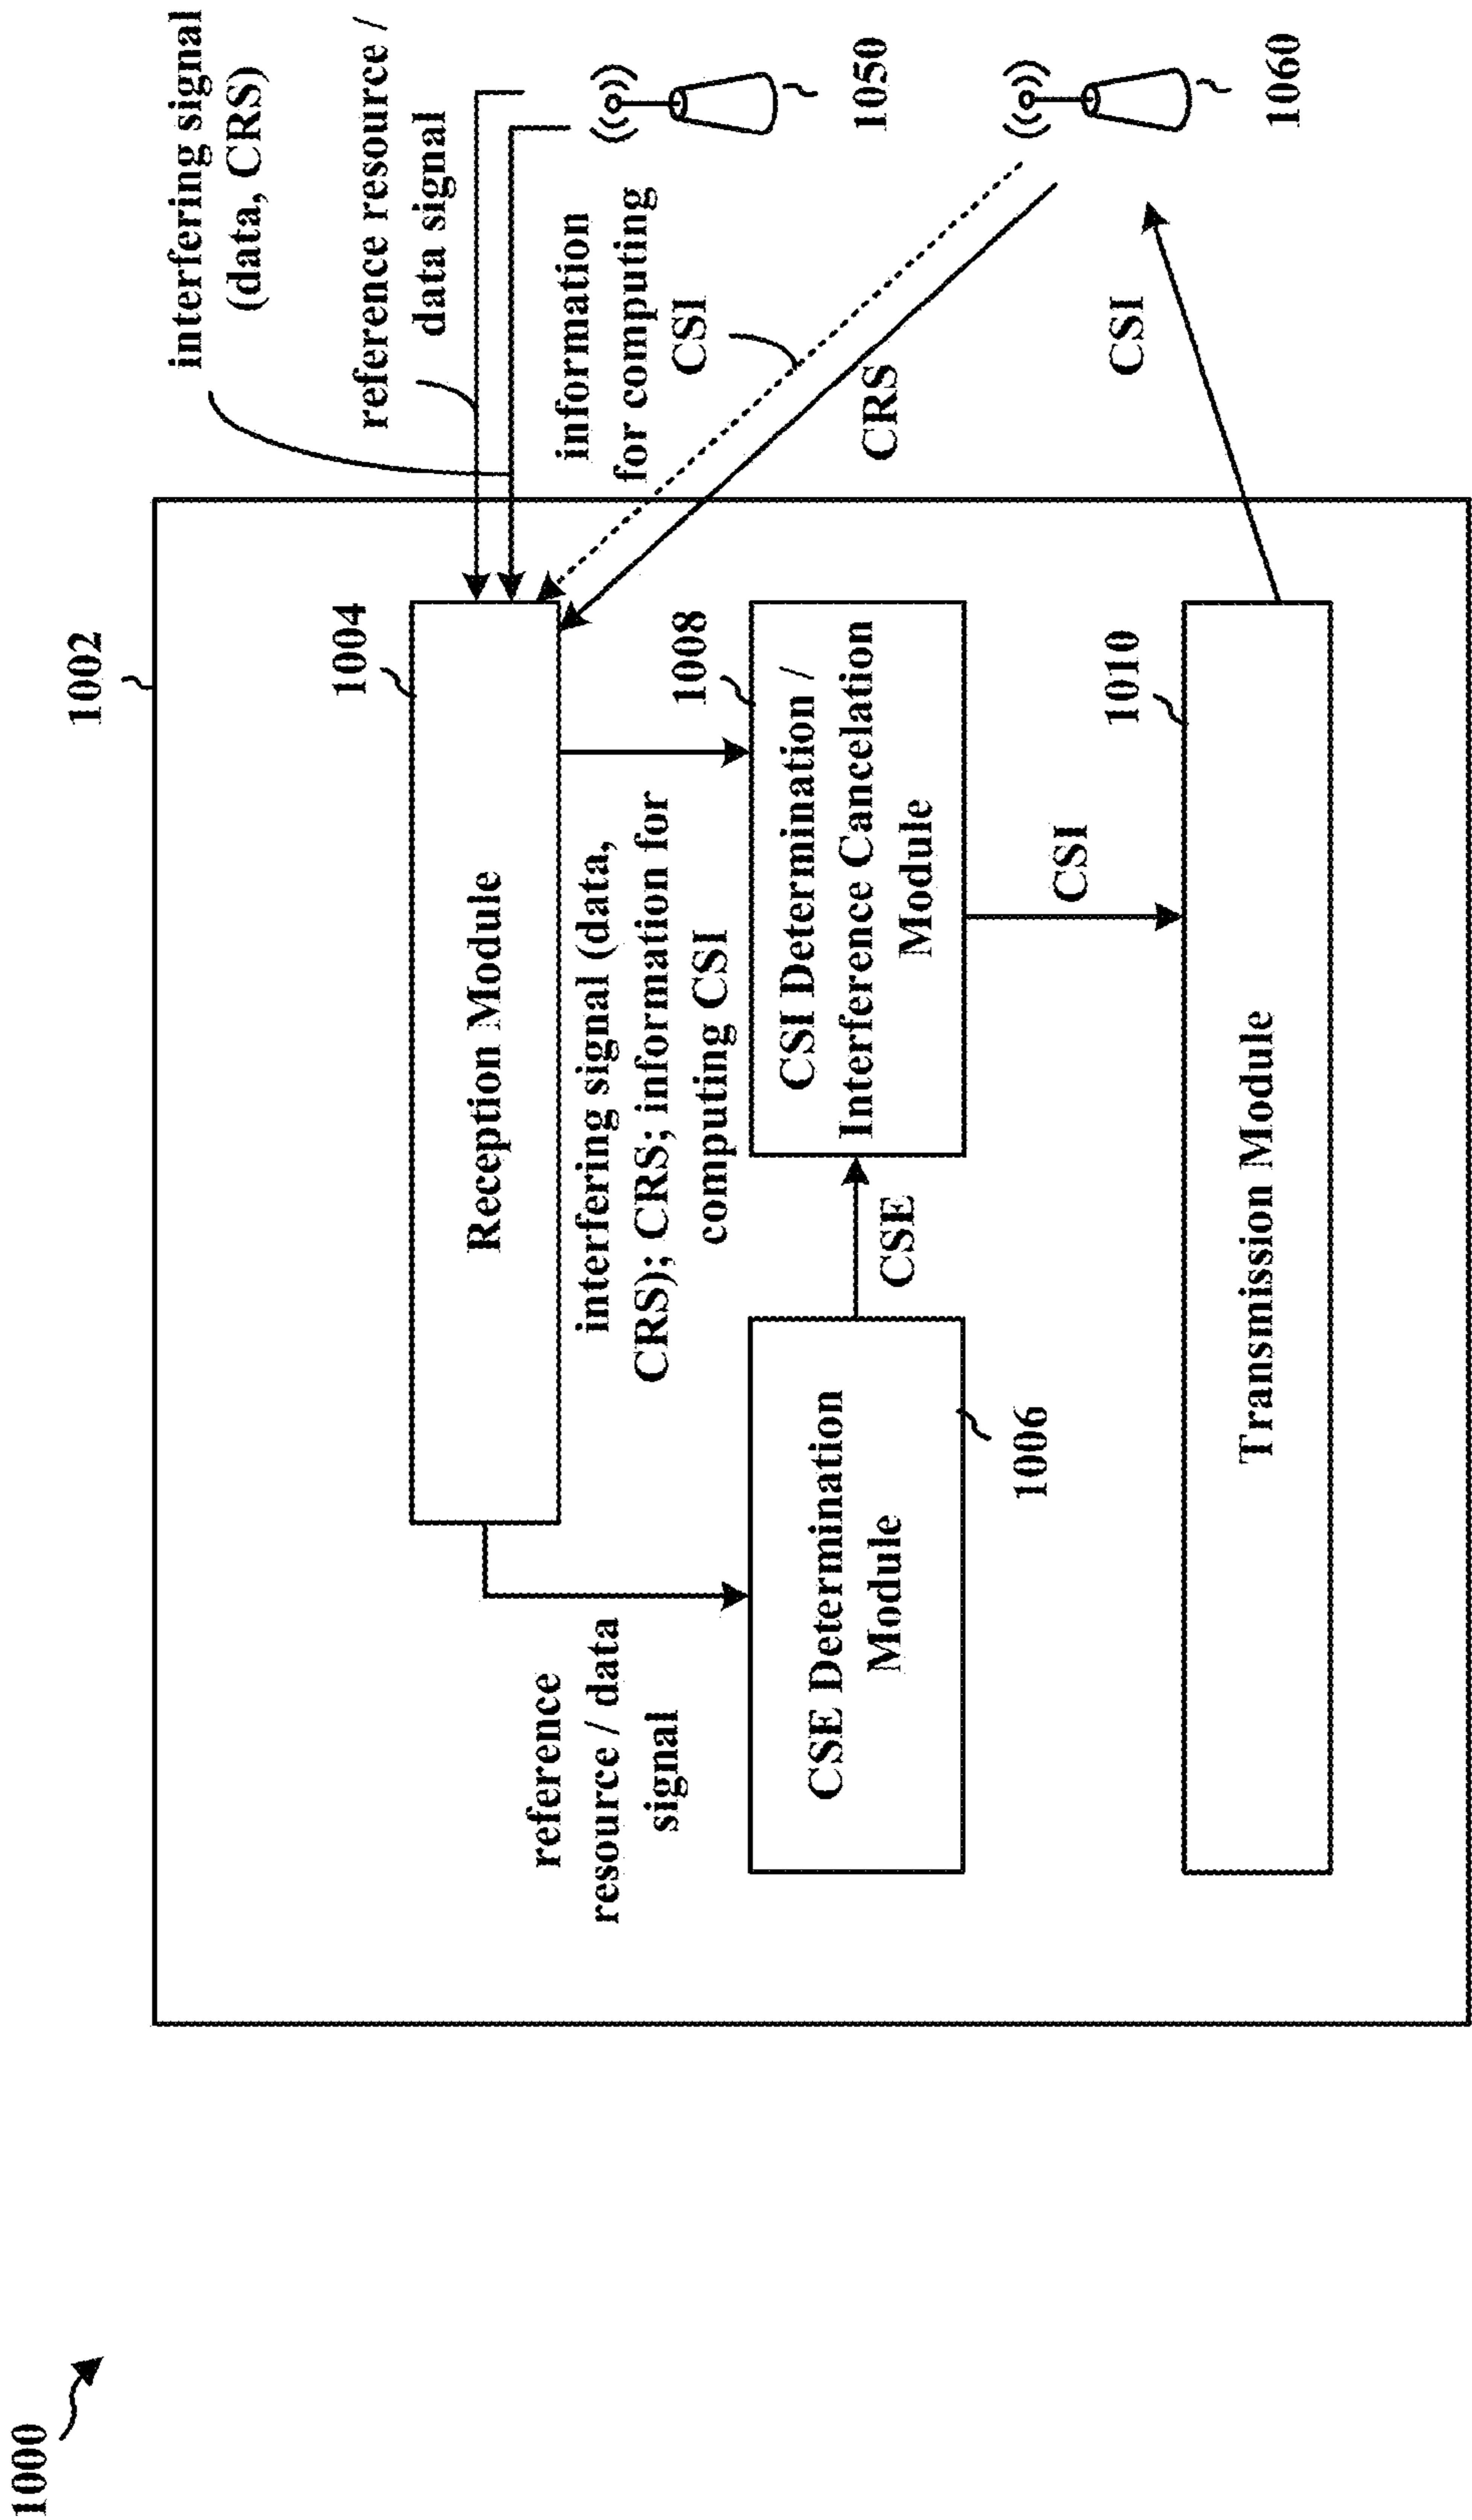 1000
1002
interfering signal
(data, CRS)
reference resource /
data signal
1004
Reception Module
information
for computing
CSI
1050
reference
resource / data
signal
interfering signal (data,
CRS); CRS; information for
computing CSI
1008
CRS
CSE Determination
Module
CSE
CSI Determination /
Interference Cancelation
Module
1006
CSI
1010
CSI
1060
Transmission Module